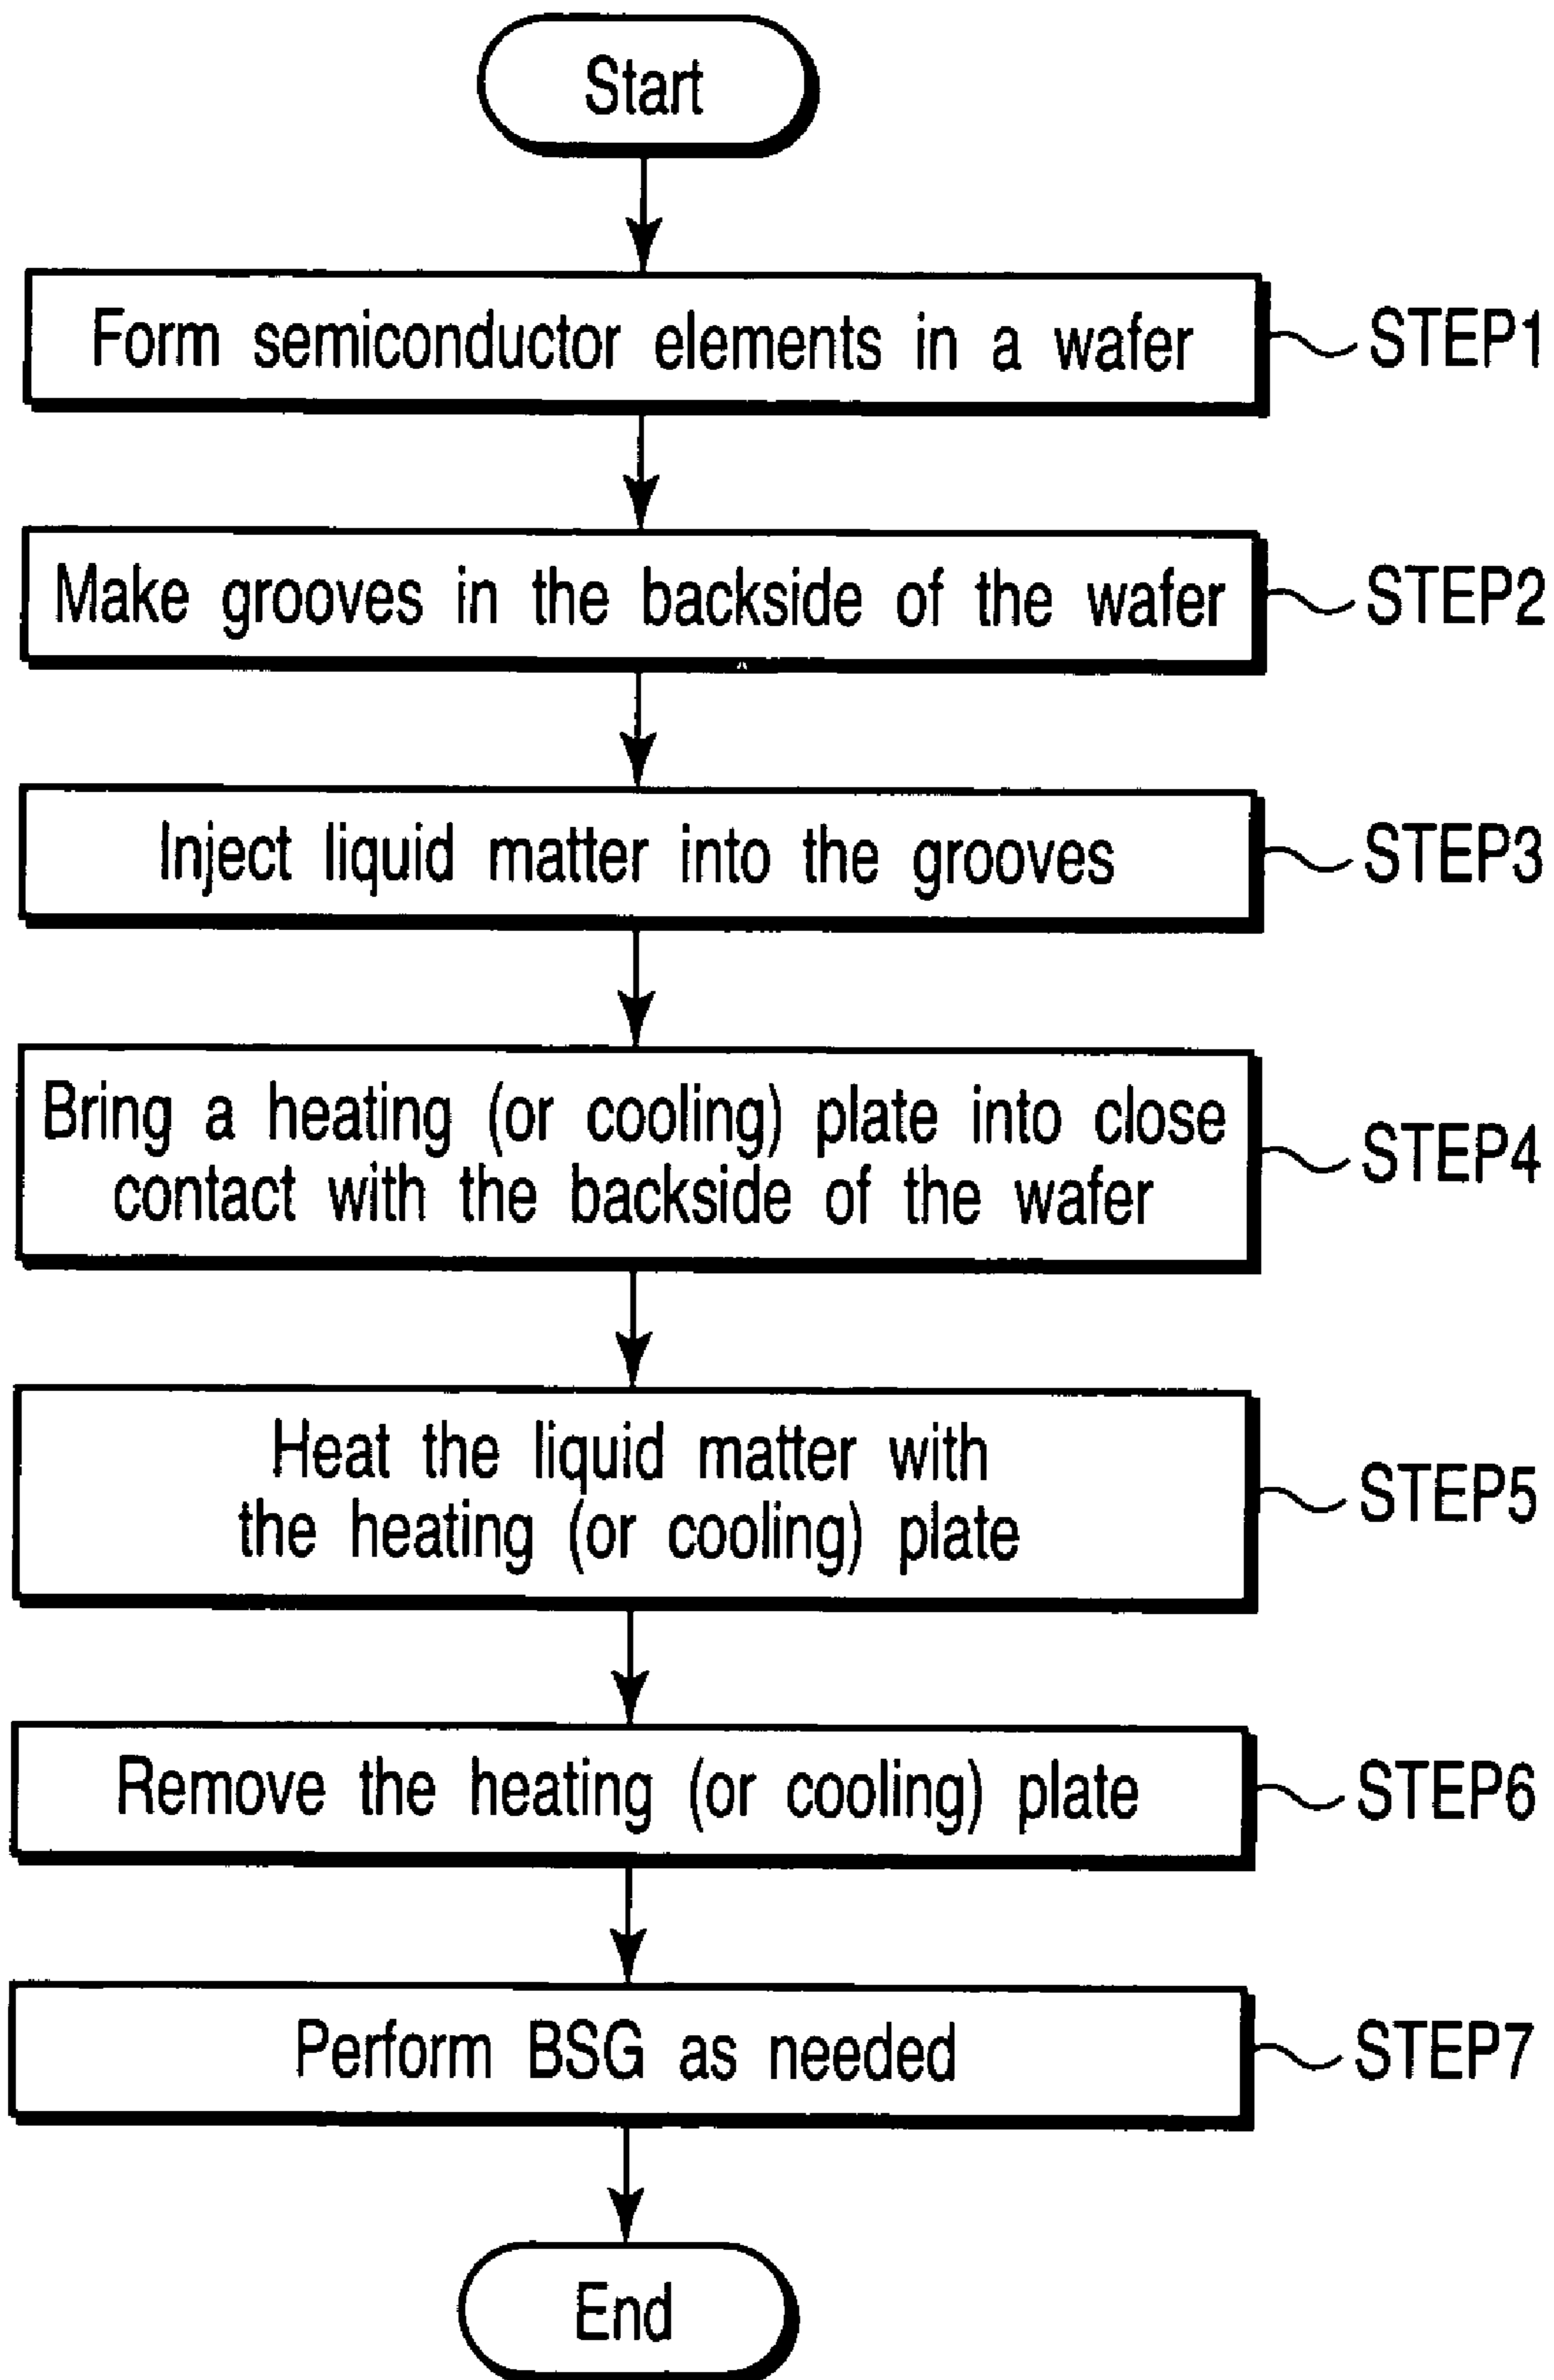 Start
Form semiconductor elements in a wafer
STEP1
Make grooves in the backside of the wafer
STEP2
Inject liquid matter into the grooves
STEP3
Bring a heating (or cooling) plate into close
contact with the backside of the wafer
STEP4
Heat the liquid matter with
the heating (or cooling) plate
STEP5
Remove the heating (or cooling) plate
STEP6
Perform BSG as needed
STEP7
End